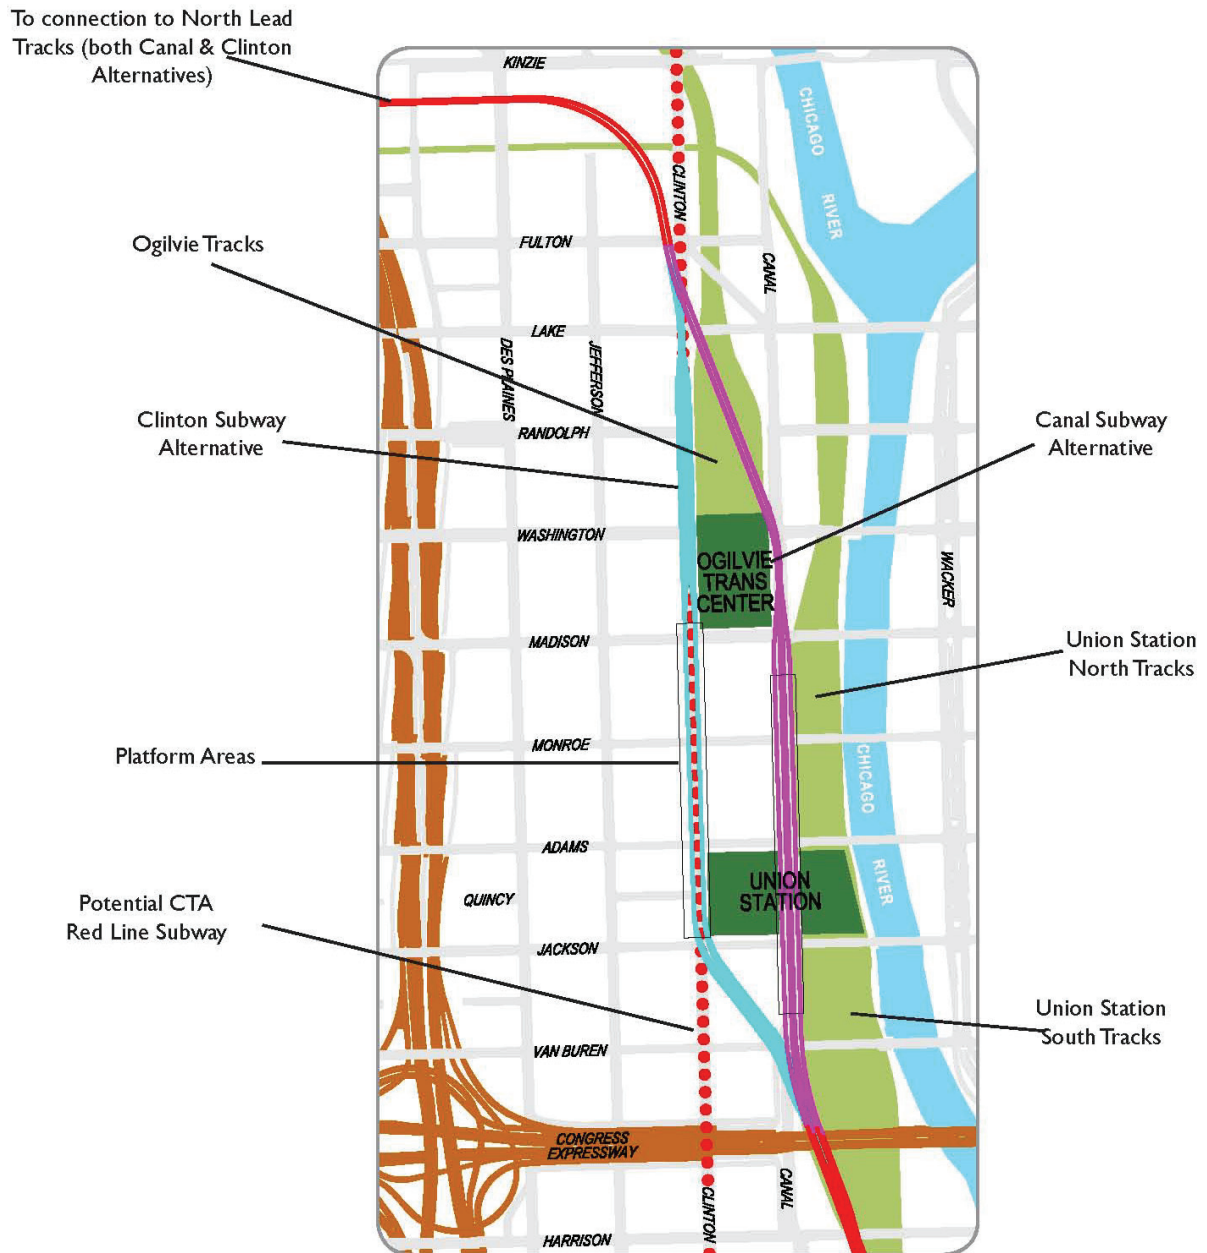 To connection to North Lead
Tracks (both Canal & Clinton
Alternatives)
KINZIE
CHICAGO
RIVER
CLINTON
Ogilvie Tracks
FULTON
CANAL
LAKE
DES PLAINES
JEFFERSON
Clinton Subway
Alternative
RANDOLPH
Canal Subway
Alternative
WASHINGTON
OGILVIE
TRANS
CENTER
WACKER
MADISON
Union Station
North Tracks
Platform Areas
MONROE
CHICAGO
RIVER
ADAMS
UNION
STATION
QUINCY
Potential CTA
Red Line Subway
JACKSON
Union Station
South Tracks
VAN BUREN
CONGRESS
EXPRESSWAY
CLINTON
CANAL
HARRISON